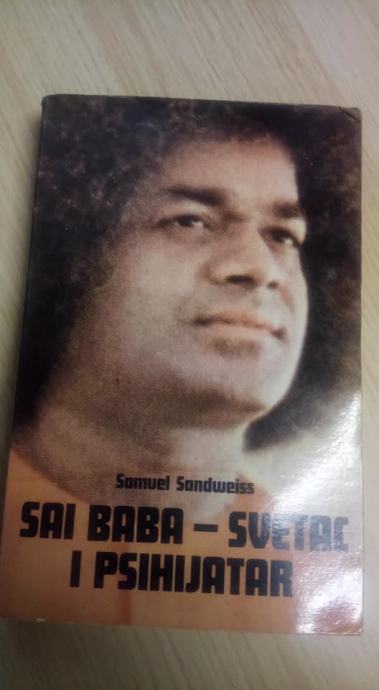 Samuel Sandweiss
SAI BABA – SVETAC
I PSIHIJATAR